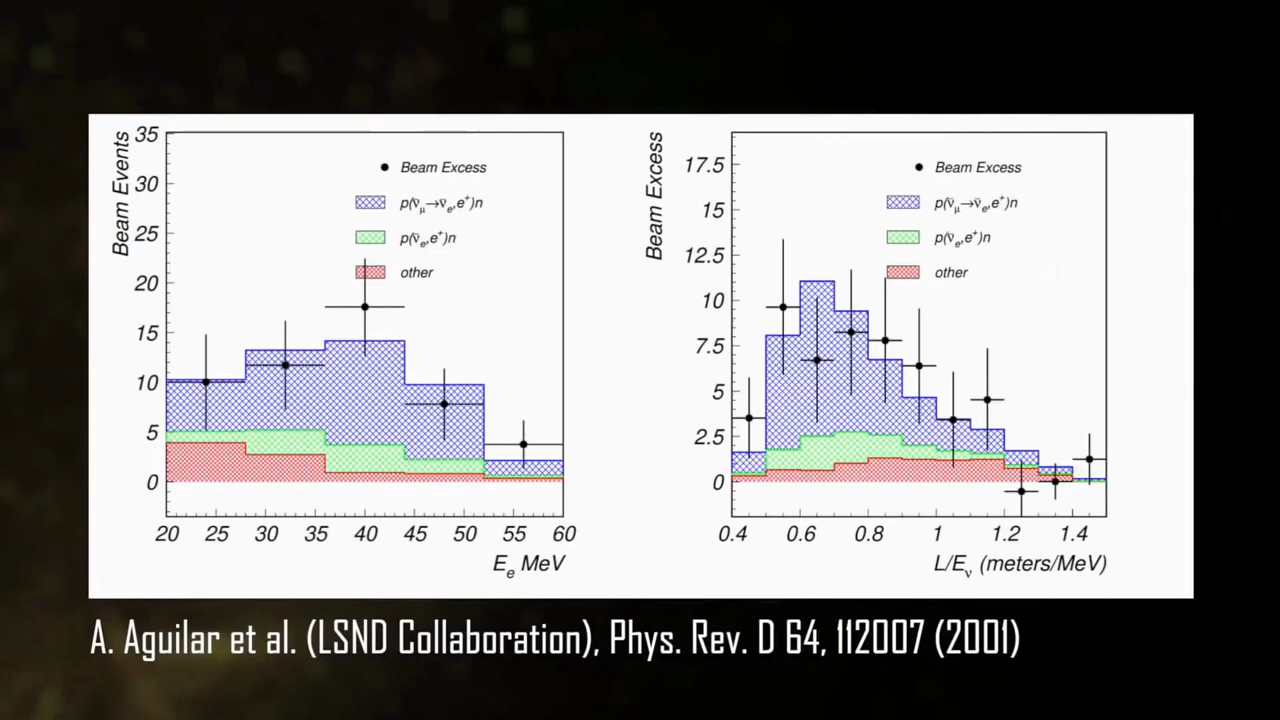 Beam Events
35
30
25
20
15
10
5
0
Beam Excess
p(ν̄μ→ν̄e,e+)n
p(ν̄e,e+)n
other
20 25 30 35 40 45 50 55 60
Ee MeV
Beam Excess
17.5
15
12.5
10
7.5
5
2.5
0
Beam Excess
p(ν̄μ→ν̄e,e+)n
p(ν̄e,e+)n
other
0.4 0.6 0.8 1 1.2 1.4
L/Eν (meters/MeV)
A. Aguilar et al. (LSND Collaboration), Phys. Rev. D 64, 112007 (2001)